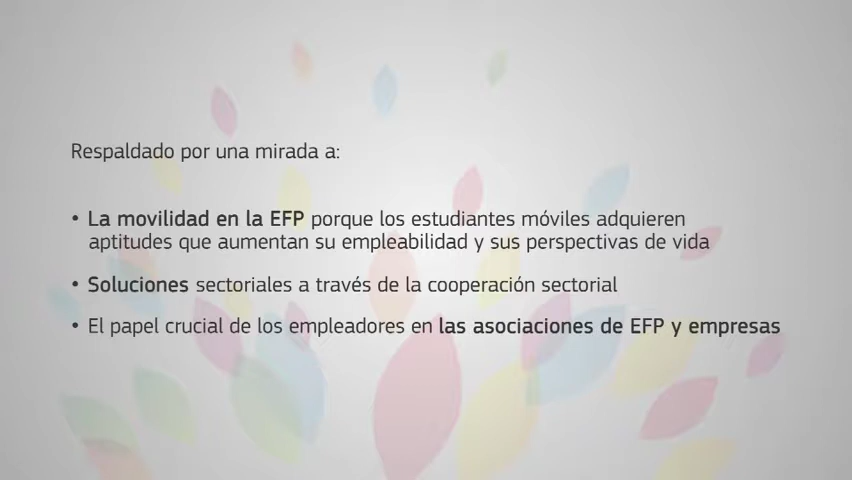 Respaldado por una mirada a:
• La movilidad en la EFP porque los estudiantes móviles adquieren
aptitudes que aumentan su empleabilidad y sus perspectivas de vida
• Soluciones sectoriales a través de la cooperación sectorial
• El papel crucial de los empleadores en las asociaciones de EFP y empresas